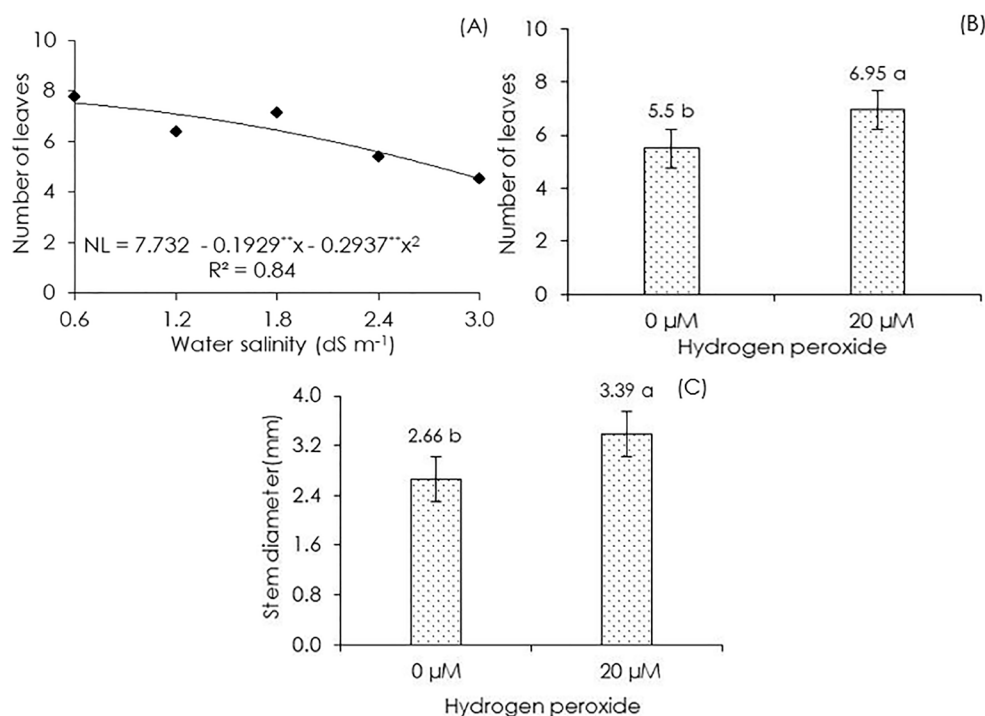 (A)
Number of leaves
10
8
6
4
2
0
NL = 7.732 - 0.1929**x - 0.2937**x²
R² = 0.84
0.6 1.2 1.8 2.4 3.0
Water salinity (dS m-1)
(B)
Number of leaves
10
8
6
4
2
0
5.5 b
6.95 a
0 µM 20 µM
Hydrogen peroxide
(C)
Stem diameter(mm)
4.0
3.2
2.4
1.6
0.8
0.0
2.66 b
3.39 a
0 µM 20 µM
Hydrogen peroxide